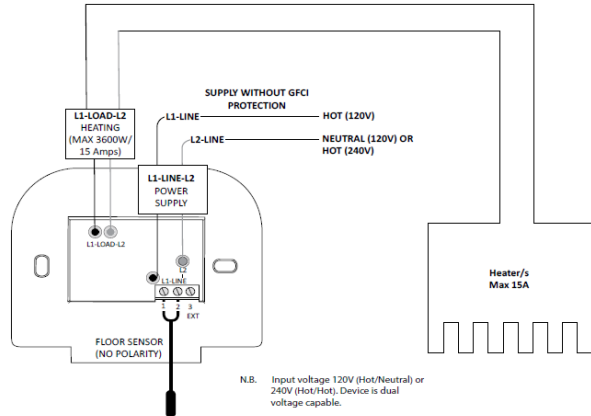 SUPPLY WITHOUT GFCI
PROTECTION
L1-LINE
HOT (120V)
L2-LINE
NEUTRAL (120V) OR
HOT (240V)
L1-LOAD-L2
HEATING
(MAX 3600W/
15 Amps)
L1-LINE-L2
POWER
SUPPLY
L1-LOAD-L2
L2
L1-LINE
1 2 3
EXT
FLOOR SENSOR
(NO POLARITY)
Heater/s
Max 15A
N.B. Input voltage 120V (Hot/Neutral) or
240V (Hot/Hot). Device is dual
voltage capable.